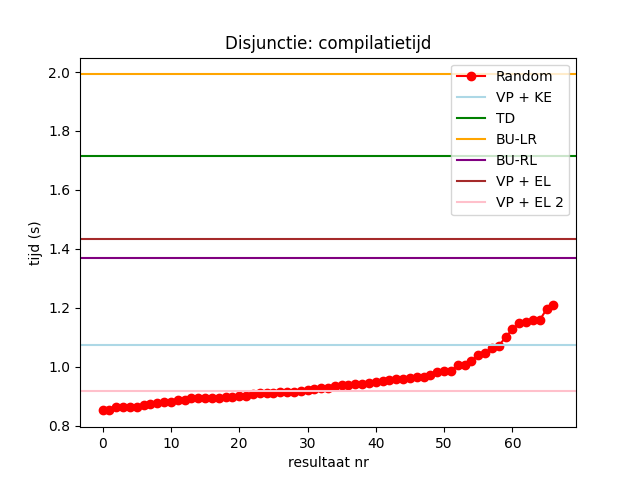 Disjunctie: compilatietijd
2.0
1.8
1.6
1.4
1.2
1.0
0.8
tijd (s)
Random
VP + KE
TD
BU-LR
BU-RL
VP + EL
VP + EL 2
0 10 20 30 40 50 60
resultaat nr